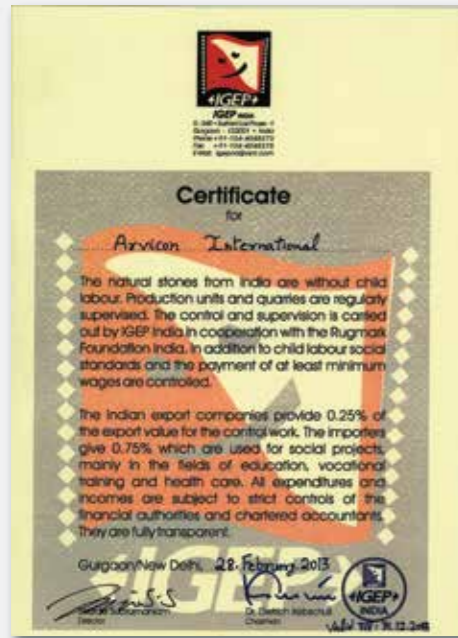 +IGEP+
IGEP INDIA
Certificate
for
Arvicon International
The natural stones from India are without child
labour. Production units and quarries are regularly
supervised. The control and supervision is carried
out by IGEP India in cooperation with the Rugmark
Foundation India. In addition to child labour social
standards and the payment of at least minimum
wages are controlled.
The Indian export companies provide 0.25% of
the export value for the control work. The importers
give 0.75% which are used for social projects,
mainly in the fields of education, vocational
training and health care. All expenditures and
incomes are subject to strict controls of the
financial authorities and chartered accountants.
They are fully transparent.
Gurgaon/New Delhi, 28. February 2013
Director
Chairman
+IGEP+
INDIA
+IGEP+